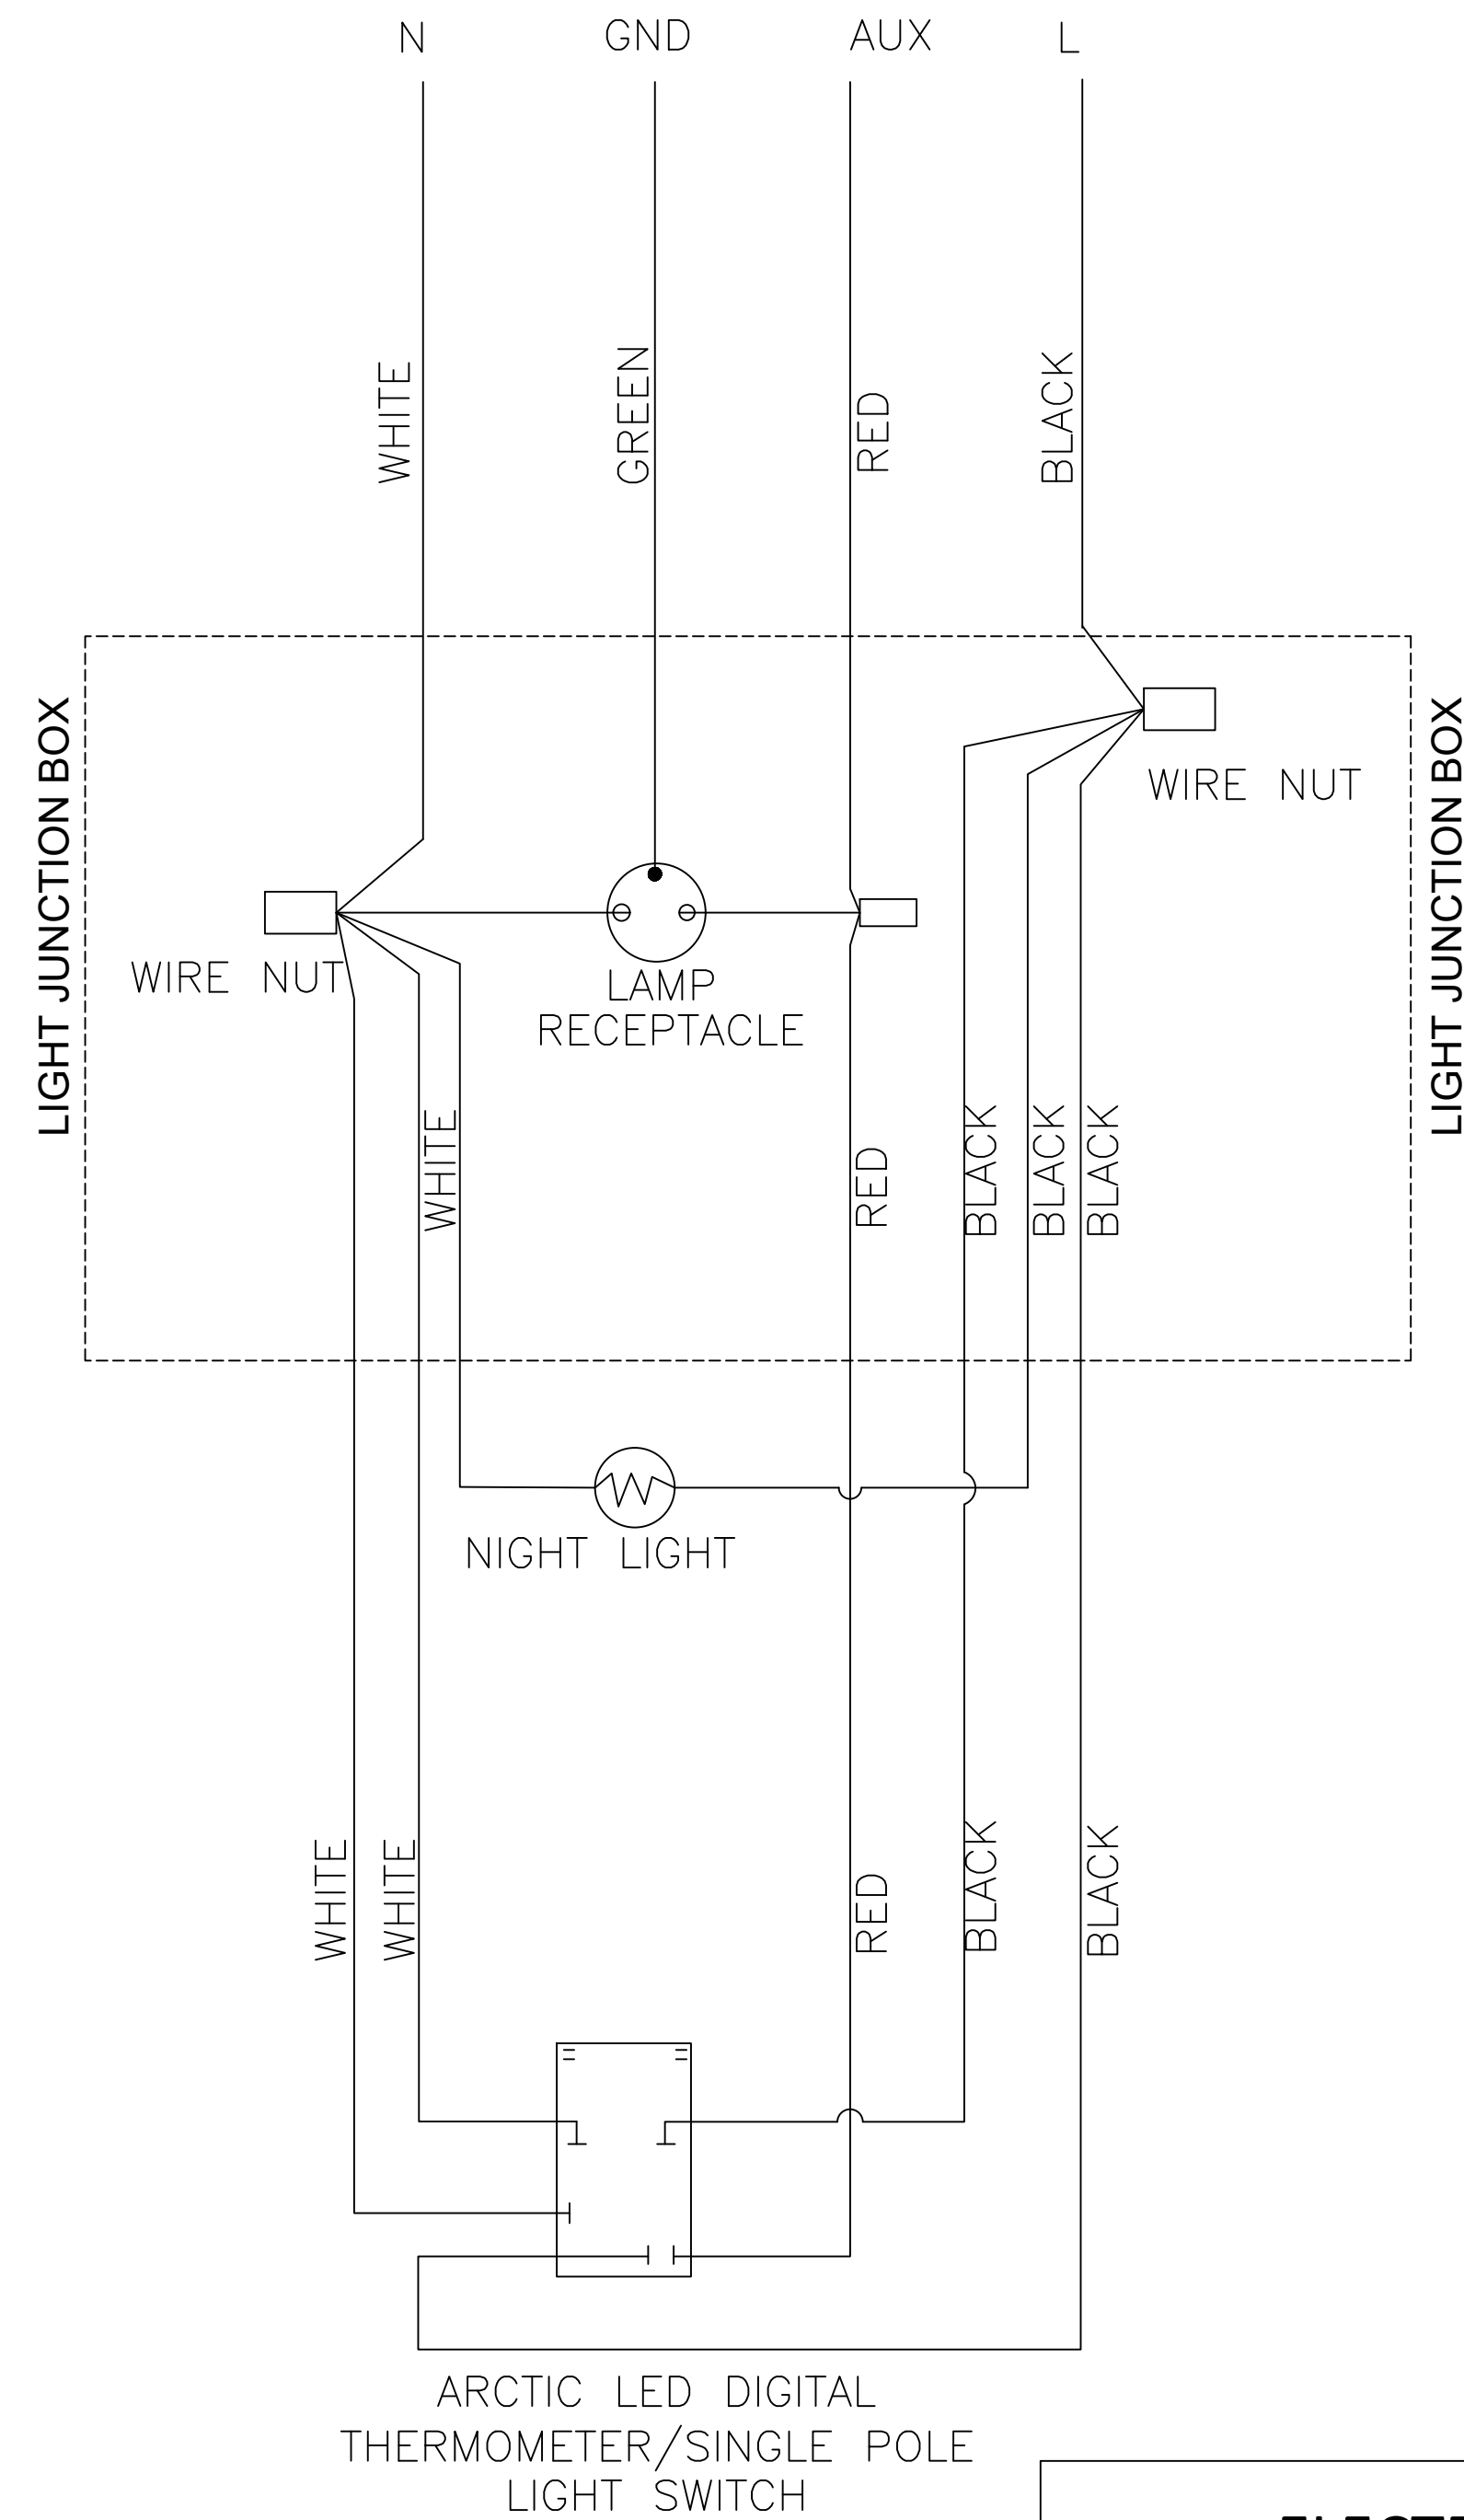 N GND AUX L
WHITE
GREEN
RED
BLACK
LIGHT JUNCTION BOX
LIGHT JUNCTION BOX
WIRE NUT
WIRE NUT
LAMP
RECEPTACLE
WHITE
RED
BLACK
BLACK
BLACK
NIGHT LIGHT
WHITE
WHITE
RED
BLACK
BLACK
ARCTIC LED DIGITAL
THERMOMETER/SINGLE POLE
LIGHT SWITCH